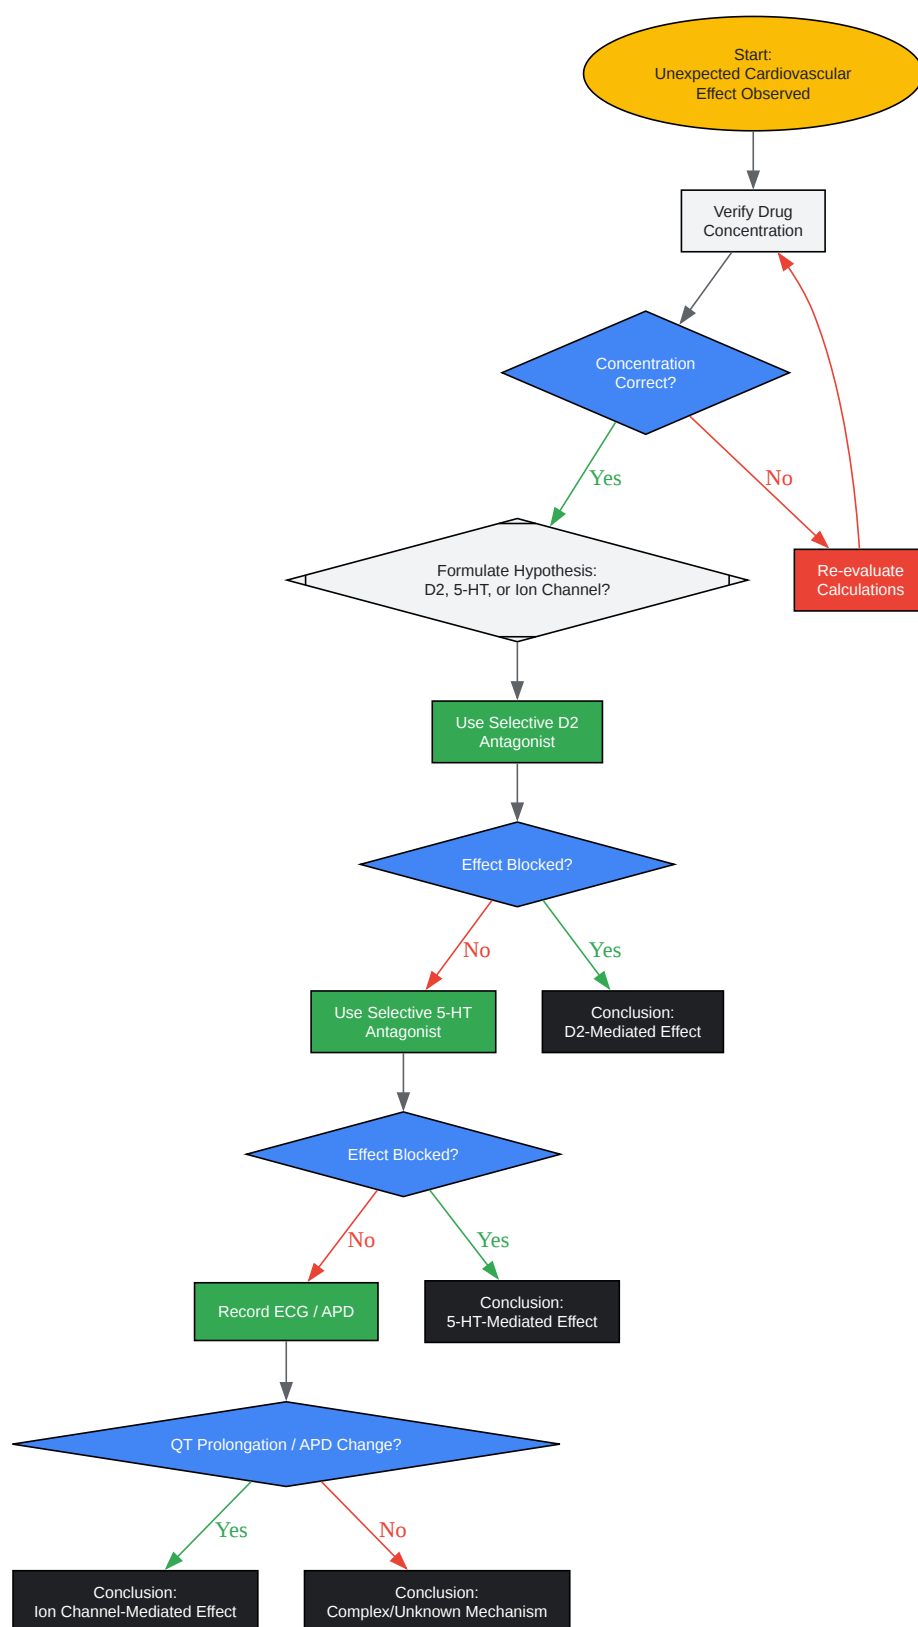 Start:
Unexpected Cardiovascular
Effect Observed
Verify Drug
Concentration
Concentration
Correct?
Yes
No
Formulate Hypothesis:
D2, 5-HT, or Ion Channel?
Re-evaluate
Calculations
Use Selective D2
Antagonist
Effect Blocked?
No
Yes
Use Selective 5-HT
Antagonist
Conclusion:
D2-Mediated Effect
Effect Blocked?
No
Yes
Record ECG / APD
Conclusion:
5-HT-Mediated Effect
QT Prolongation / APD Change?
Yes
No
Conclusion:
Ion Channel-Mediated Effect
Conclusion:
Complex/Unknown Mechanism